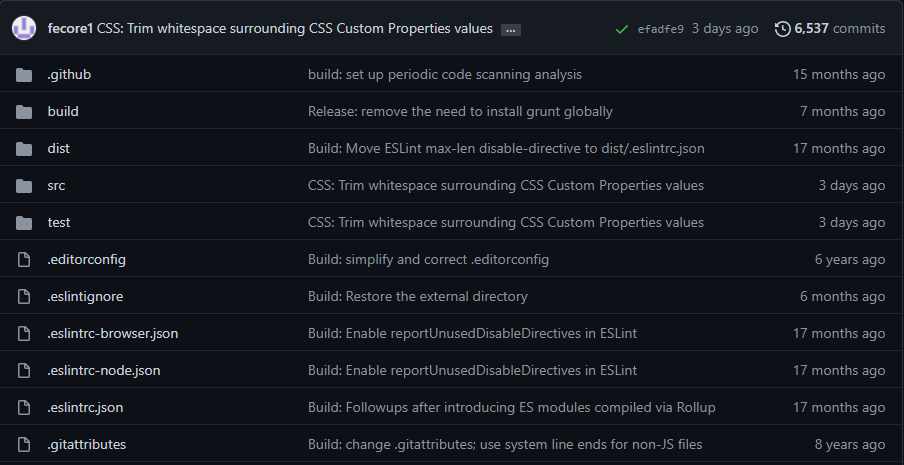 fecore1 CSS: Trim whitespace surrounding CSS Custom Properties values ... efadfe9 3 days ago 6,537 commits
.github build: set up periodic code scanning analysis 15 months ago
build Release: remove the need to install grunt globally 7 months ago
dist Build: Move ESLint max-len disable-directive to dist/.eslintrc.json 17 months ago
src CSS: Trim whitespace surrounding CSS Custom Properties values 3 days ago
test CSS: Trim whitespace surrounding CSS Custom Properties values 3 days ago
.editorconfig Build: simplify and correct .editorconfig 6 years ago
.eslintignore Build: Restore the external directory 6 months ago
.eslintrc-browser.json Build: Enable reportUnusedDisableDirectives in ESLint 17 months ago
.eslintrc-node.json Build: Enable reportUnusedDisableDirectives in ESLint 17 months ago
.eslintrc.json Build: Followups after introducing ES modules compiled via Rollup 17 months ago
.gitattributes Build: change .gitattributes; use system line ends for non-JS files 8 years ago